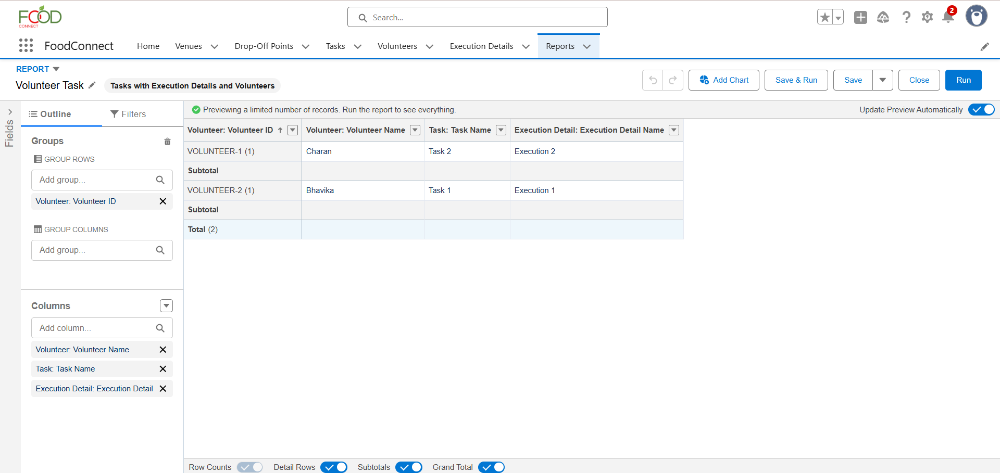 FOOD
CONNECT
Search...
2
FoodConnect
Home
Venues
Drop-Off Points
Tasks
Volunteers
Execution Details
Reports
REPORT
Volunteer Task
Tasks with Execution Details and Volunteers
Add Chart
Save & Run
Save
Close
Run
Fields
Outline
Filters
Previewing a limited number of records. Run the report to see everything.
Update Preview Automatically
Groups
GROUP ROWS
Add group...
Volunteer: Volunteer ID
GROUP COLUMNS
Add group...
Columns
Add column...
Volunteer: Volunteer Name
Task: Task Name
Execution Detail: Execution Detail
Volunteer: Volunteer ID Volunteer: Volunteer Name Task: Task Name Execution Detail: Execution Detail Name
VOLUNTEER-1 (1) Charan Task 2 Execution 2
Subtotal
VOLUNTEER-2 (1) Bhavika Task 1 Execution 1
Subtotal
Total (2)
Row Counts
Detail Rows
Subtotals
Grand Total